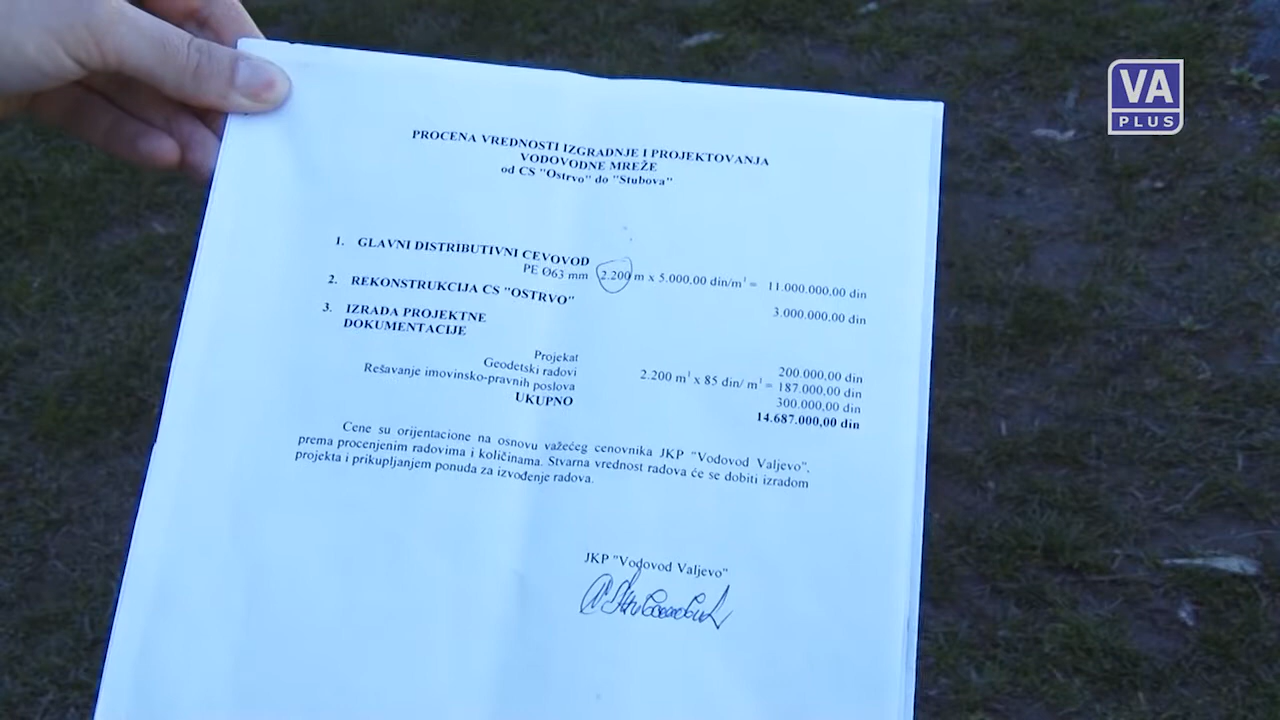 VA
PLUS
PROCENA VREDNOSTI IZGRADNJE I PROJEKTOVANJA
VODOVODNE MREŽE
od CS "Ostrvo" do "Stubova"
1. GLAVNI DISTRIBUTIVNI CEVOVOD
PE Ø63 mm 2.200 m x 5.000,00 din/m¹ = 11.000.000,00 din
2. REKONSTRUKCIJA CS "OSTRVO" 3.000.000,00 din
3. IZRADA PROJEKTNE
DOKUMENTACIJE
Projekat 200.000,00 din
Geodetski radovi 2.200 m¹ x 85 din/ m¹ = 187.000,00 din
Rešavanje imovinsko-pravnih poslova 300.000,00 din
UKUPNO 14.687.000,00 din
Cene su orijentacione na osnovu važećeg cenovnika JKP "Vodovod Valjevo",
prema procenjenim radovima i količinama. Stvarna vrednost radova će se dobiti izradom
projekta i prikupljanjem ponuda za izvođenje radova.
JKP "Vodovod Valjevo"